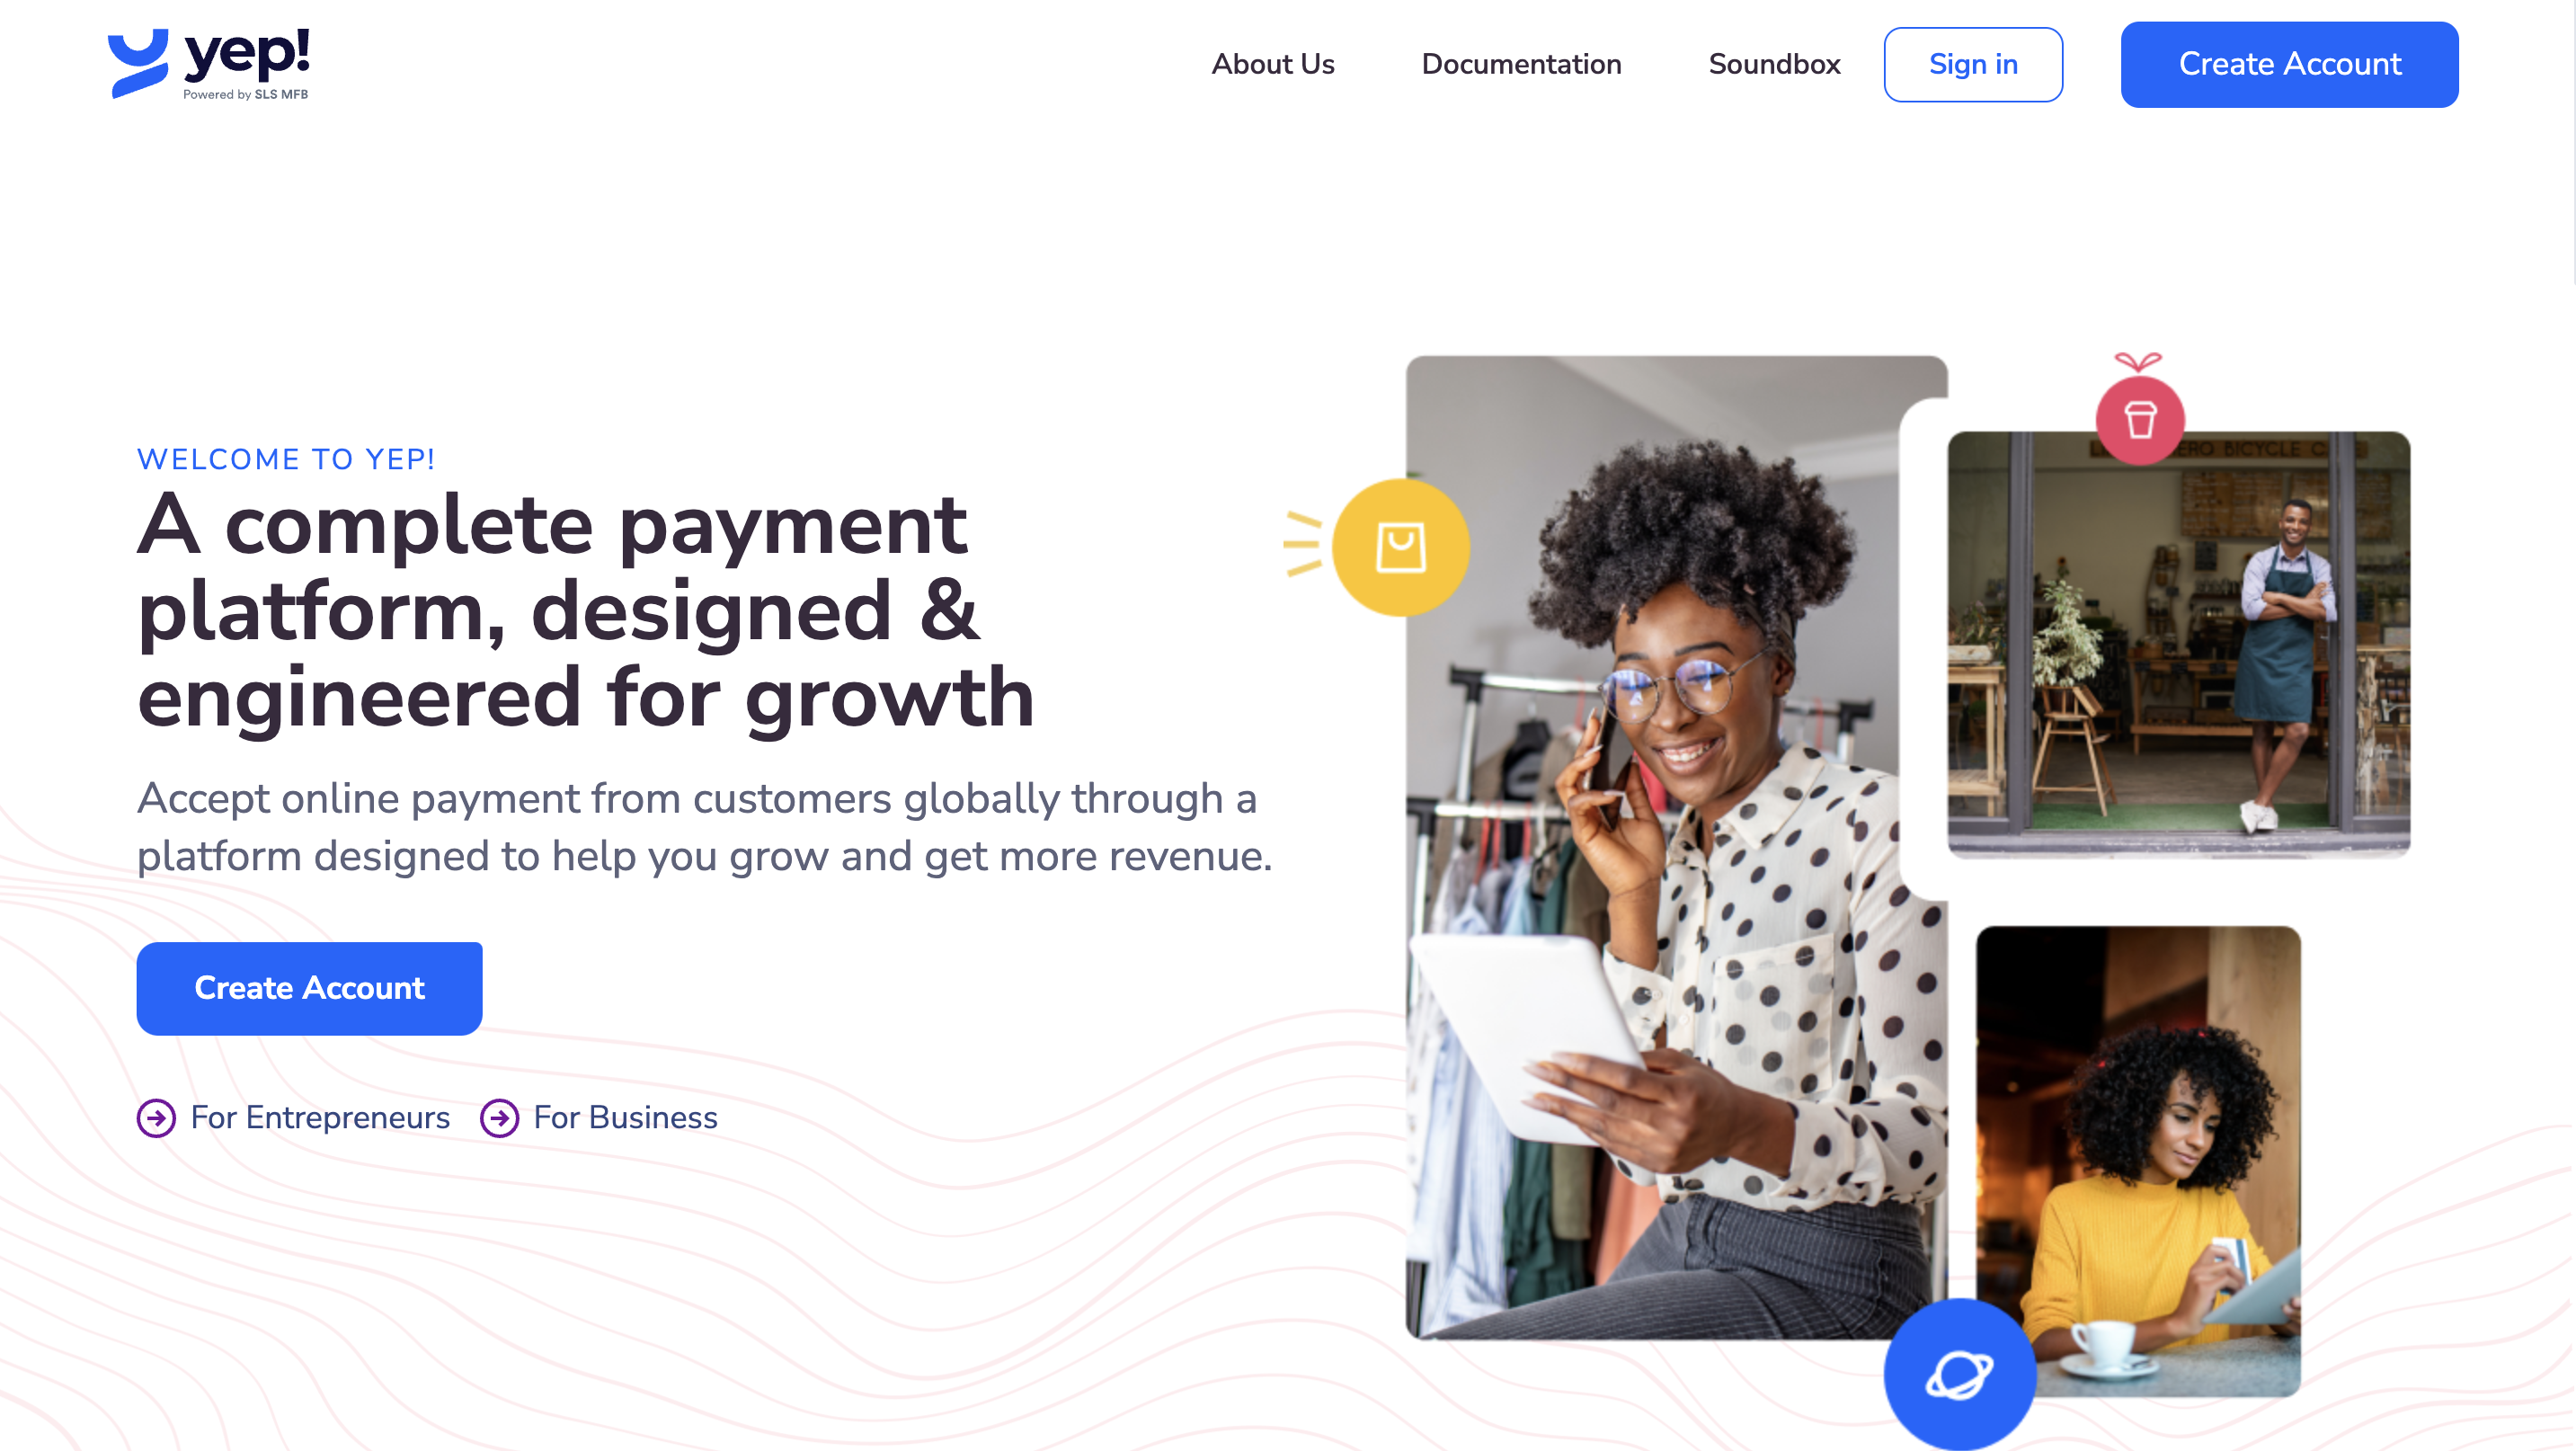 yep!
Powered by SLS MFB
About Us
Documentation
Soundbox
Sign in
Create Account
WELCOME TO YEP!
A complete payment
platform, designed &
engineered for growth
Accept online payment from customers globally through a
platform designed to help you grow and get more revenue.
Create Account
For Entrepreneurs
For Business
BICYCLE